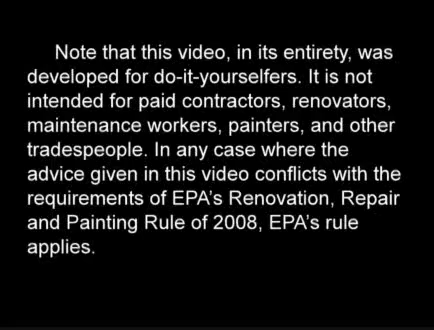 Note that this video, in its entirety, was
developed for do-it-yourselfers. It is not
intended for paid contractors, renovators,
maintenance workers, painters, and other
tradespeople. In any case where the
advice given in this video conflicts with the
requirements of EPA's Renovation, Repair
and Painting Rule of 2008, EPA's rule
applies.